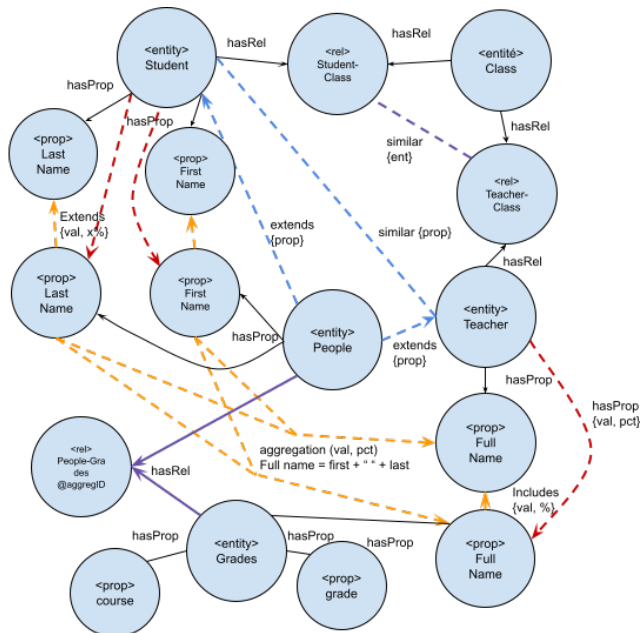 <entity>
Student
hasRel
<rel>
Student-
Class
hasRel
<entité>
Class
hasProp
hasProp
hasRel
<prop>
Last
Name
<prop>
First
Name
similar
{ent}
<rel>
Teacher-
Class
Extends
{val, x%}
extends
{prop}
similar {prop}
hasRel
<prop>
Last
Name
<prop>
First
Name
hasProp
<entity>
People
extends
{prop}
<entity>
Teacher
hasProp
hasProp
{val, pct}
<prop>
Full
Name
<rel>
People-Gra
des
@aggregID
aggregation (val, pct)
Full name = first + “ “ + last
hasRel
Includes
{val, %}
hasProp
<entity>
Grades
hasProp
hasProp
<prop>
Full
Name
<prop>
course
<prop>
grade